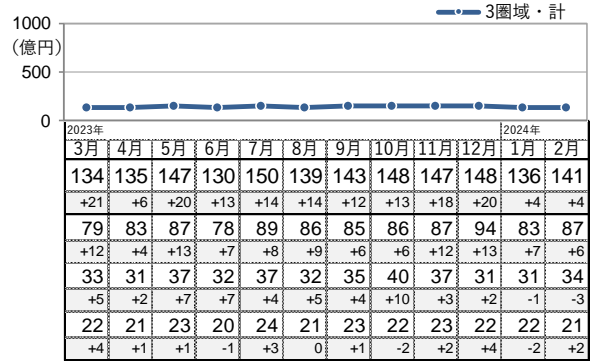 3圏域・計
1000
(億円)
500
0
2023年 2024年
3月 4月 5月 6月 7月 8月 9月 10月 11月 12月 1月 2月
134 135 147 130 150 139 143 148 147 148 136 141
+21 +6 +20 +13 +14 +14 +12 +13 +18 +20 +4 +4
79 83 87 78 89 86 85 86 87 94 83 87
+12 +4 +13 +7 +8 +9 +6 +6 +12 +13 +7 +6
33 31 37 32 37 32 35 40 37 31 31 34
+5 +2 +7 +7 +4 +5 +4 +10 +3 +2 -1 -3
22 21 23 20 24 21 23 22 23 22 22 21
+4 +1 +1 -1 +3 0 +1 -2 +2 +4 -2 +2